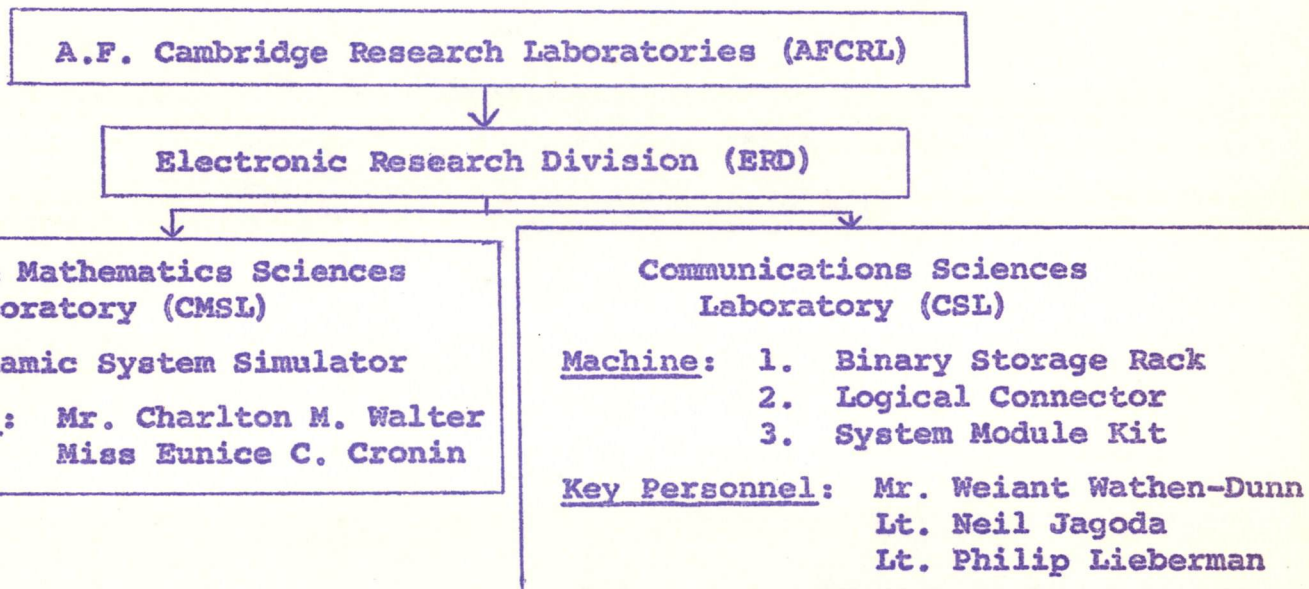 A.F. Cambridge Research Laboratories (AFCRL)
Electronic Research Division (ERD)
Mathematics Sciences
oratory (CMSL)
amic System Simulator
: Mr. Charlton M. Walter
Miss Eunice C. Cronin
Communications Sciences
Laboratory (CSL)
Machine: 1. Binary Storage Rack
2. Logical Connector
3. System Module Kit
Key Personnel: Mr. Weiant Wathen-Dunn
Lt. Neil Jagoda
Lt. Philip Lieberman